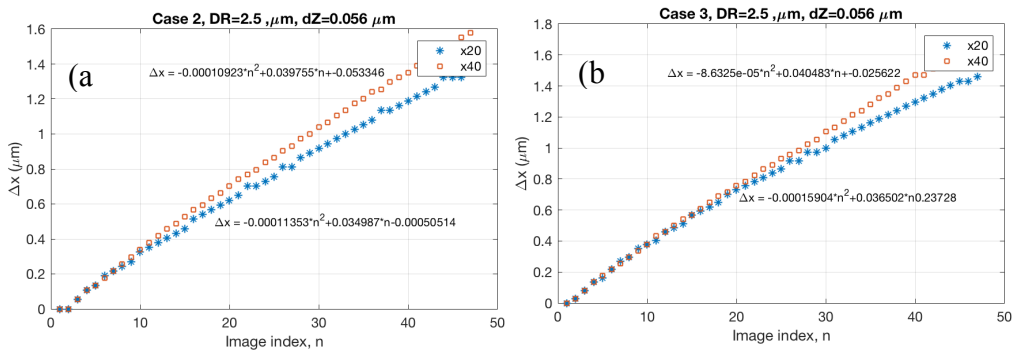 Case 2, DR=2.5 ,μm, dZ=0.056 μm
(a
x20
x40
Δx = -0.00010923*n²+0.039755*n+-0.053346
Δx = -0.00011353*n²+0.034987*n-0.00050514
Δx (μm)
1.6
1.4
1.2
1
0.8
0.6
0.4
0.2
0
0 10 20 30 40 50
Image index, n
Case 3, DR=2.5 ,μm, dZ=0.056 μm
(b
x20
x40
Δx = -8.6325e-05*n²+0.040483*n+-0.025622
Δx = -0.00015904*n²+0.036502*n0.23728
Δx (μm)
1.8
1.6
1.4
1.2
1
0.8
0.6
0.4
0.2
0
0 10 20 30 40 50
Image index, n